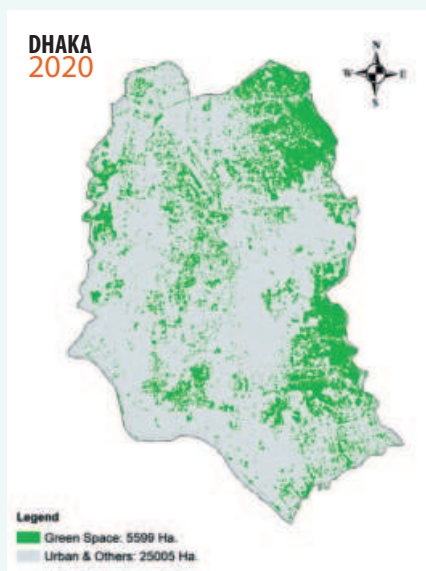 DHAKA
2020
N
W E
S
Legend
Green Space: 5599 Ha.
Urban & Others: 25005 Ha.